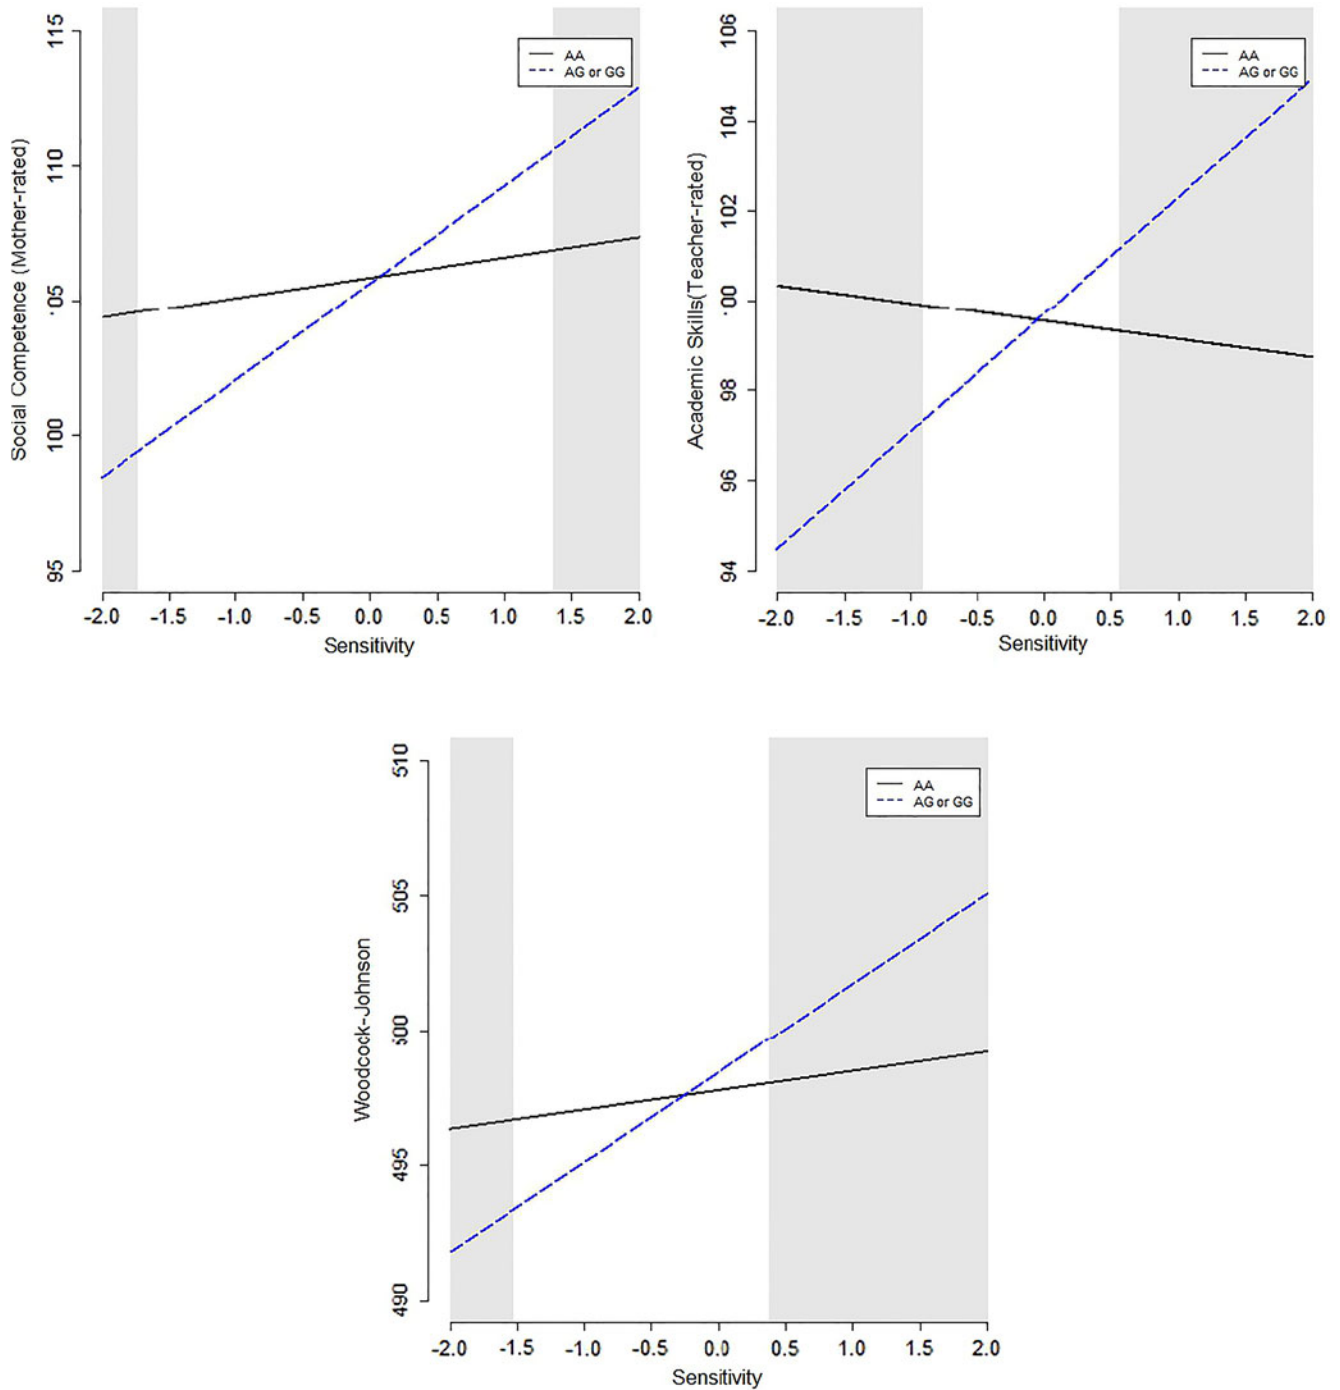 Social Competence (Mother-rated)
115
110
·05
100
95
AA
AG or GG
-2.0 -1.5 -1.0 -0.5 0.0 0.5 1.0 1.5 2.0
Sensitivity
Academic Skills(Teacher-rated)
106
104
102
·00
98
96
94
AA
AG or GG
-2.0 -1.5 -1.0 -0.5 0.0 0.5 1.0 1.5 2.0
Sensitivity
Woodcock-Johnson
510
505
500
495
490
AA
AG or GG
-2.0 -1.5 -1.0 -0.5 0.0 0.5 1.0 1.5 2.0
Sensitivity